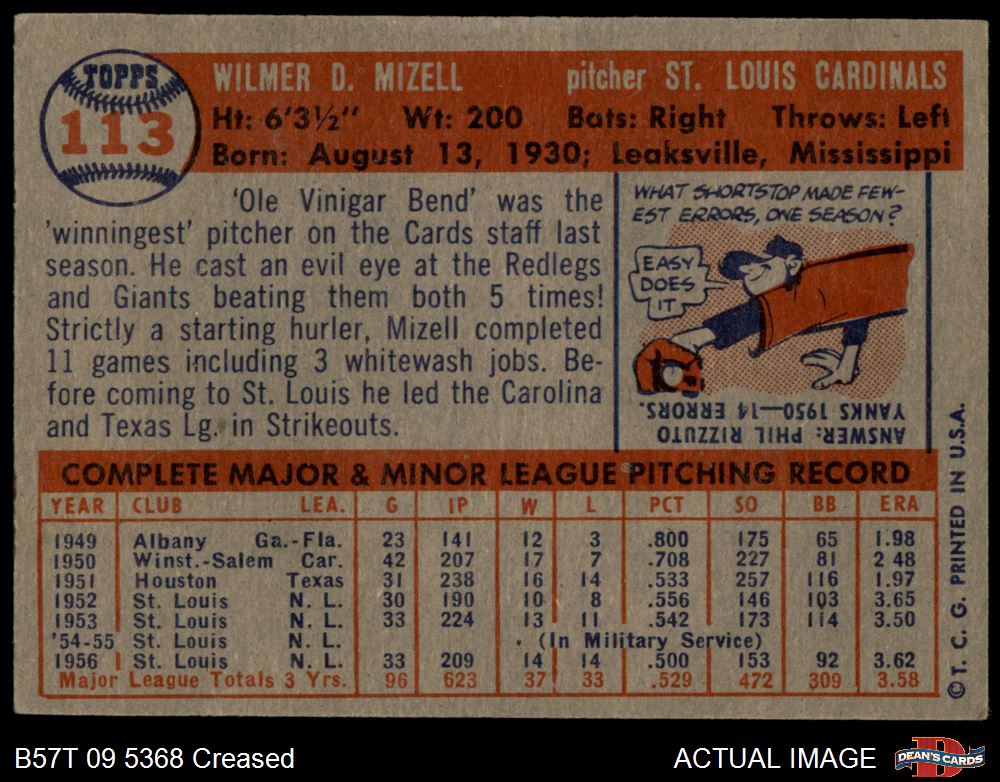 TOPPS
113
WILMER D. MIZELL pitcher ST. LOUIS CARDINALS
Ht: 6'3½" Wt: 200 Bats: Right Throws: Left
Born: August 13, 1930; Leaksville, Mississippi
'Ole Vinigar Bend' was the
'winningest' pitcher on the Cards staff last
season. He cast an evil eye at the Redlegs
and Giants beating them both 5 times!
Strictly a starting hurler, Mizell completed
11 games including 3 whitewash jobs. Be-
fore coming to St. Louis he led the Carolina
and Texas Lg. in Strikeouts.
WHAT SHORTSTOP MADE FEW-
EST ERRORS, ONE SEASON?
EASY
DOES
IT
ANSWER: PHIL RIZZUTO
YANKS 1950—14 ERRORS.
COMPLETE MAJOR & MINOR LEAGUE PITCHING RECORD
YEAR CLUB LEA. G IP W L PCT SO BB ERA
1949 Albany Ga.-Fla. 23 141 12 3 .800 175 65 1.98
1950 Winst.-Salem Car. 42 207 17 7 .708 227 81 2 48
1951 Houston Texas 31 238 16 14 .533 257 116 1.97
1952 St. Louis N. L. 30 190 10 8 .556 146 103 3.65
1953 St. Louis N. L. 33 224 13 11 .542 173 114 3.50
'54-55 St. Louis N. L. (In Military Service)
1956 St. Louis N. L. 33 209 14 14 .500 153 92 3.62
Major League Totals 3 Yrs. 96 623 37 33 .529 472 309 3.58
© T. C. G. PRINTED IN U.S.A.
B57T 09 5368 Creased
ACTUAL IMAGE
D
DEAN'S CARDS